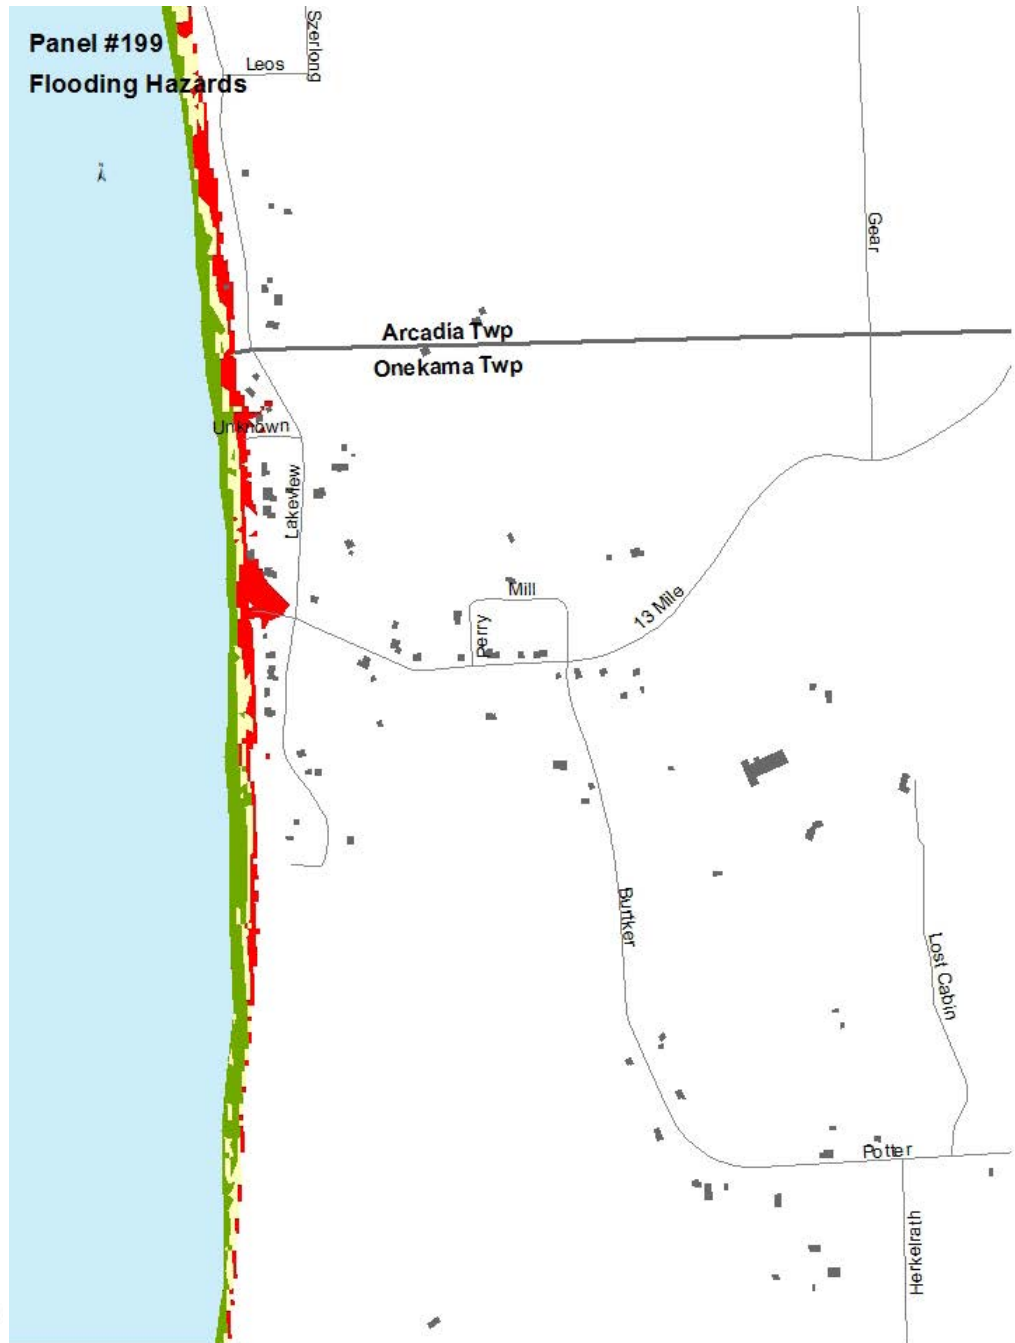 Panel #199
Flooding Hazards
Szerlong
Leos
N
Gear
Arcadia Twp
Onekama Twp
Unknown
Lakeview
Mill
Perry
13 Mile
Burtker
Lost Cabin
Potter
Herkelrath